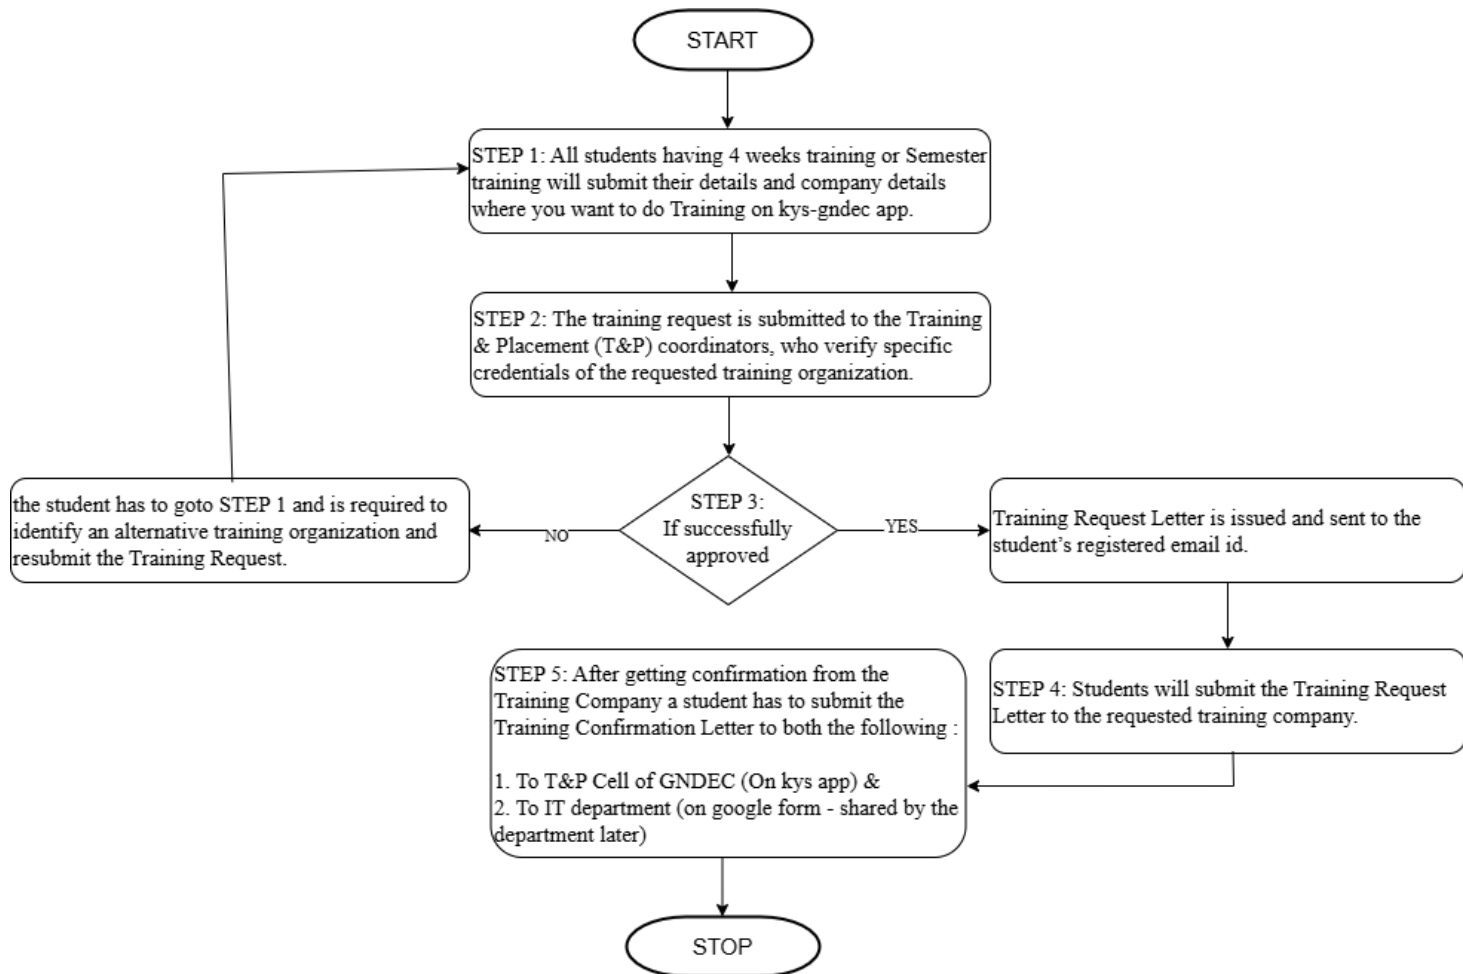 START
STEP 1: All students having 4 weeks training or Semester
training will submit their details and company details
where you want to do Training on kys-gndec app.
STEP 2: The training request is submitted to the Training
& Placement (T&P) coordinators, who verify specific
credentials of the requested training organization.
STEP 3:
If successfully
approved
NO
YES
the student has to goto STEP 1 and is required to
identify an alternative training organization and
resubmit the Training Request.
Training Request Letter is issued and sent to the
student’s registered email id.
STEP 4: Students will submit the Training Request
Letter to the requested training company.
STEP 5: After getting confirmation from the
Training Company a student has to submit the
Training Confirmation Letter to both the following :
1. To T&P Cell of GNDEC (On kys app) &
2. To IT department (on google form - shared by the
department later)
STOP